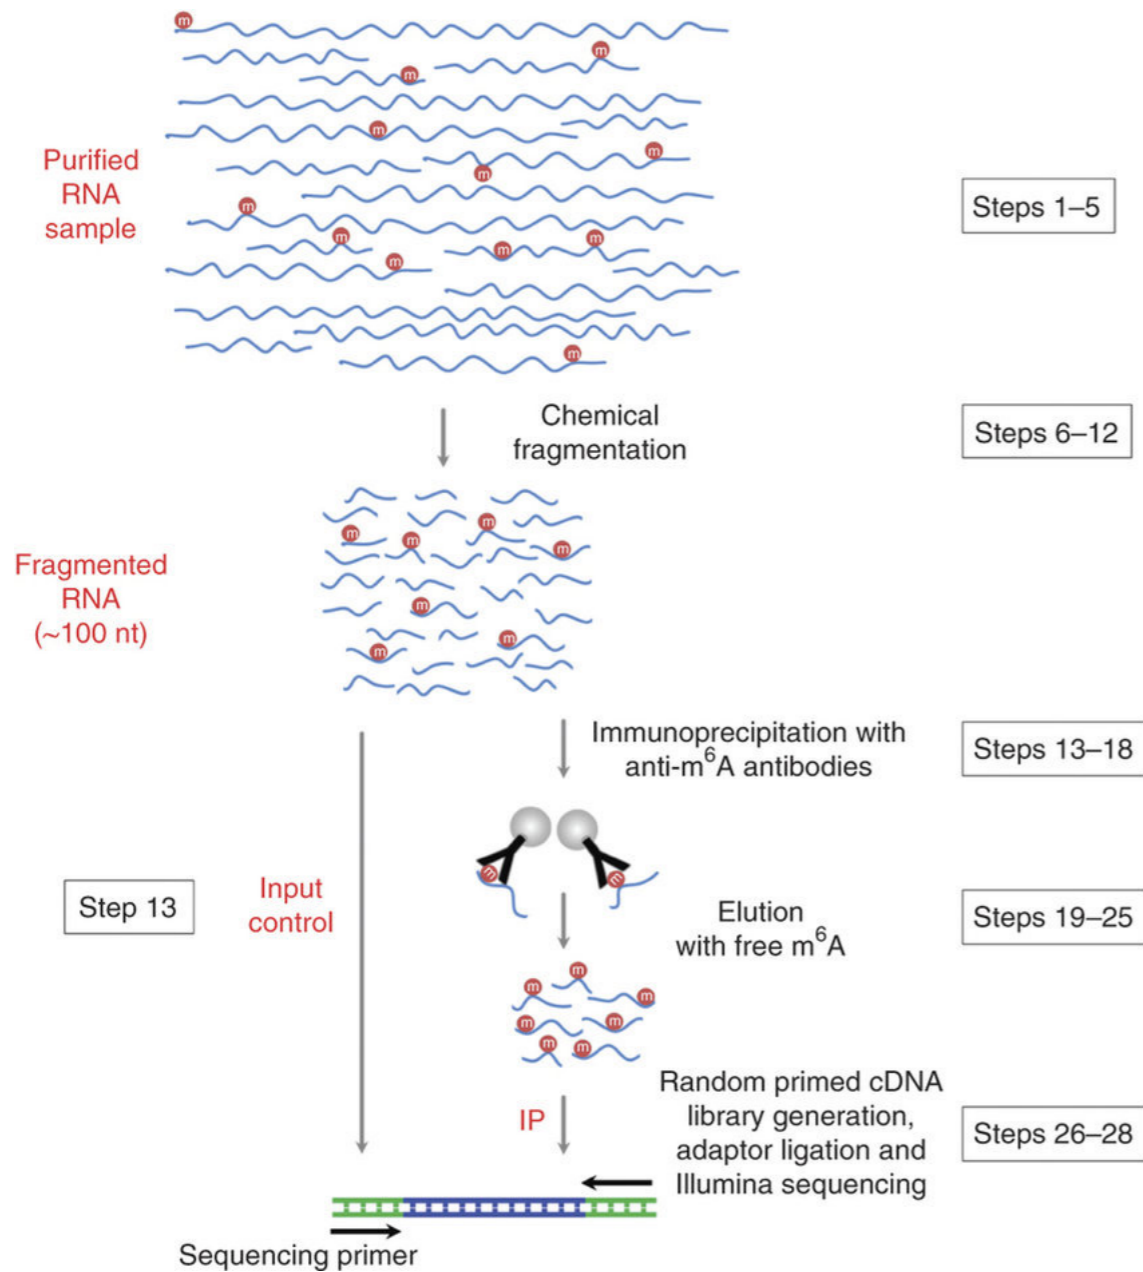 m
m
m
m
m
m
m
m
m
m
m
m
Purified
RNA
sample
Steps 1–5
Chemical
fragmentation
Steps 6–12
m
m
m
m
m
m
m
Fragmented
RNA
(~100 nt)
Immunoprecipitation with
anti-m⁶A antibodies
Steps 13–18
m
m
Step 13
Input
control
Elution
with free m⁶A
Steps 19–25
m
m
m
m
m
m
m
IP
Random primed cDNA
library generation,
adaptor ligation and
Illumina sequencing
Steps 26–28
Sequencing primer